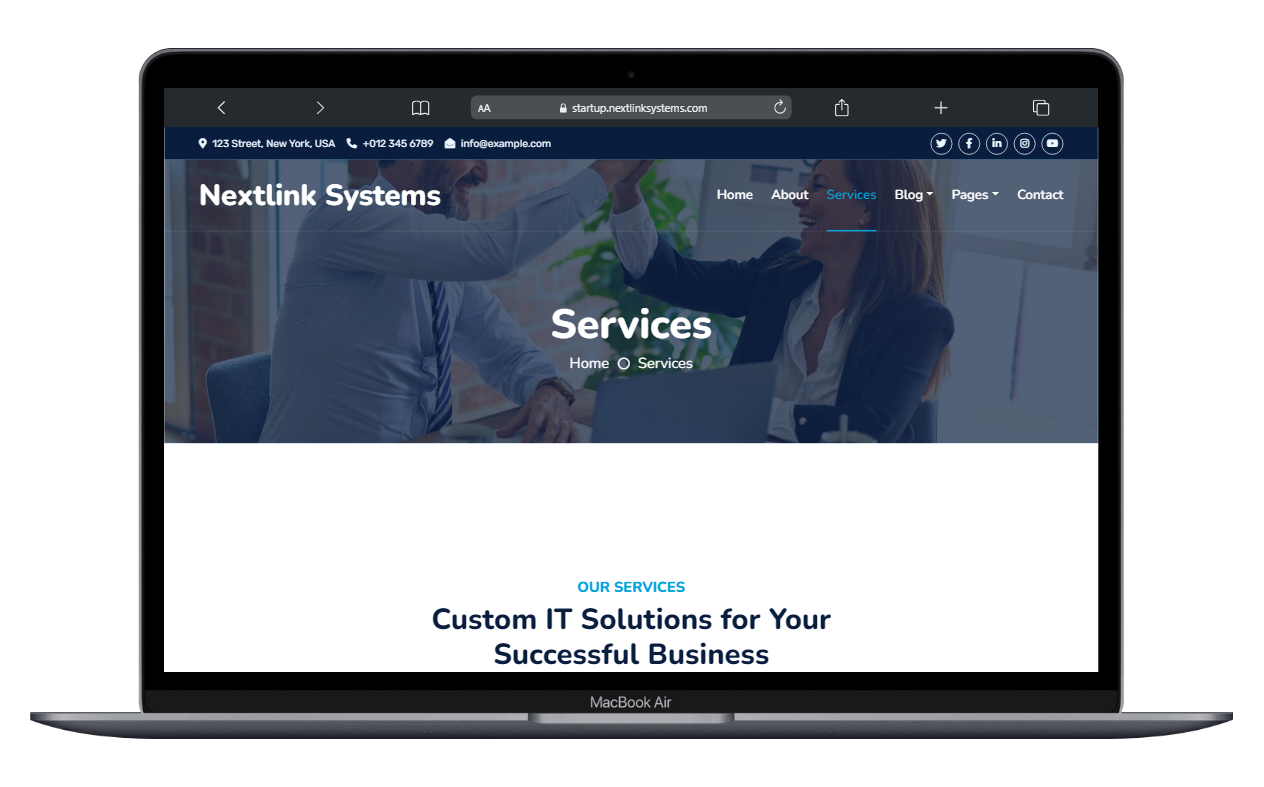 AA startup.nextlinksystems.com
123 Street, New York, USA +012 345 6789 info@example.com
Nextlink Systems Home About Services Blog Pages Contact
Services
Home Services
OUR SERVICES
Custom IT Solutions for Your
Successful Business
MacBook Air